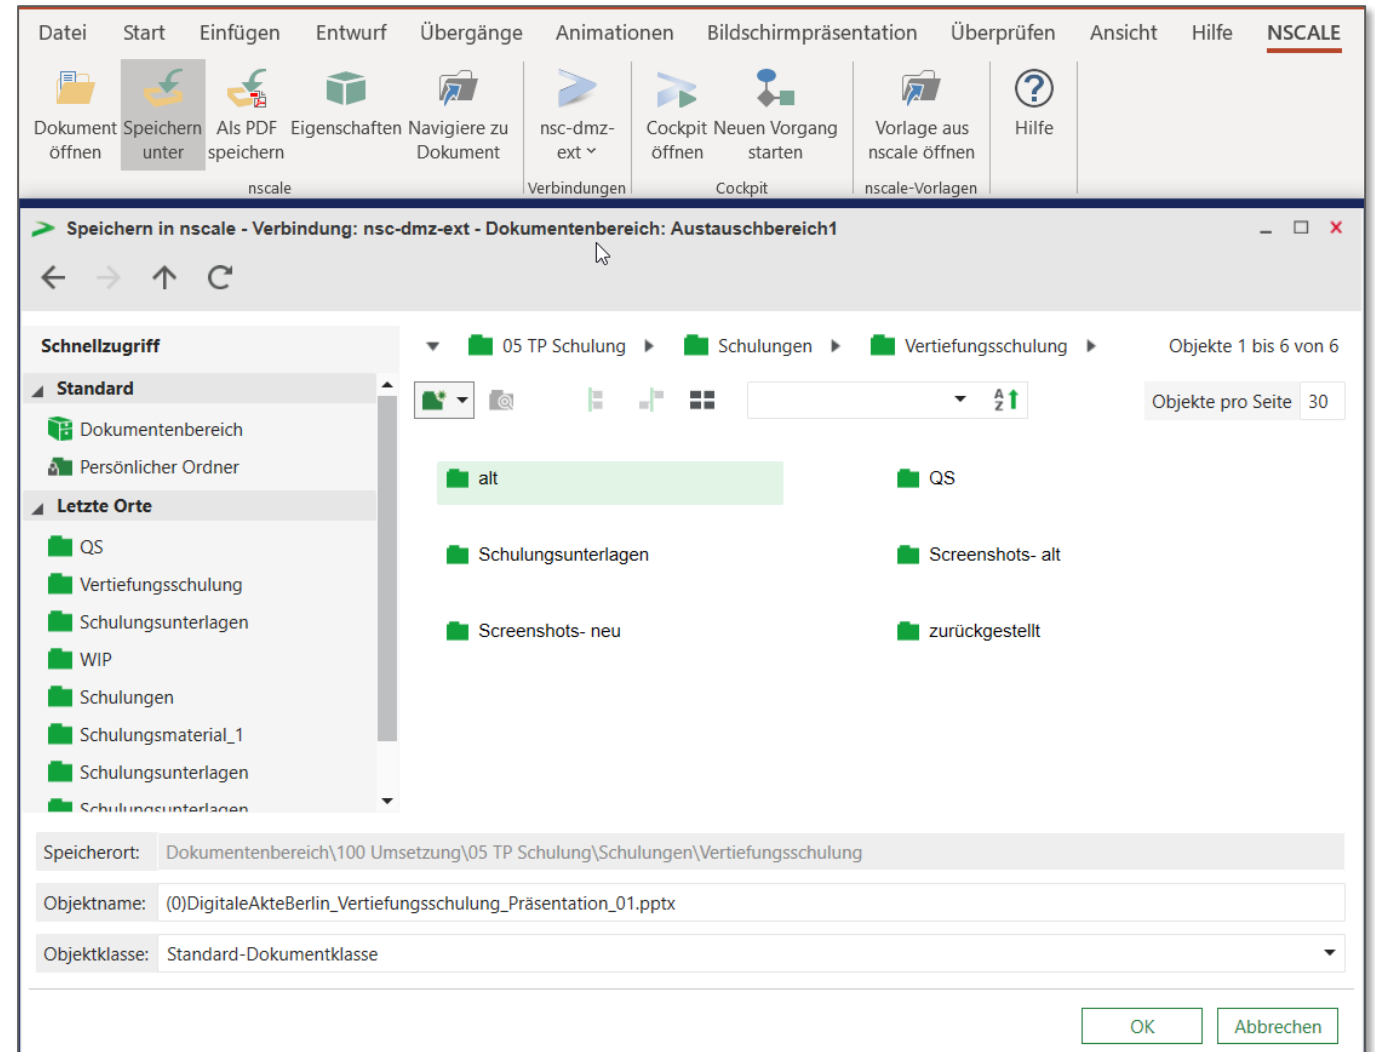 Datei Start Einfügen Entwurf Übergänge Animationen Bildschirmpräsentation Überprüfen Ansicht Hilfe NSCALE
Dokument öffnen Speichern unter Als PDF speichern Eigenschaften Navigiere zu Dokument nsc-dmz-ext Cockpit öffnen Neuen Vorgang starten Vorlage aus nscale öffnen Hilfe
nscale Verbindungen Cockpit nscale-Vorlagen
Speichern in nscale - Verbindung: nsc-dmz-ext - Dokumentenbereich: Austauschbereich1
Schnellzugriff
Standard
Dokumentenbereich
Persönlicher Ordner
Letzte Orte
QS
Vertiefungsschulung
Schulungsunterlagen
WIP
Schulungen
Schulungsmaterial_1
Schulungsunterlagen
Schulungsunterlagen
05 TP Schulung Schulungen Vertiefungsschulung Objekte 1 bis 6 von 6
A Z Objekte pro Seite 30
alt QS
Schulungsunterlagen Screenshots- alt
Screenshots- neu zurückgestellt
Speicherort: Dokumentenbereich\100 Umsetzung\05 TP Schulung\Schulungen\Vertiefungsschulung
Objektname: (0)DigitaleAkteBerlin_Vertiefungsschulung_Präsentation_01.pptx
Objektklasse: Standard-Dokumentklasse
OK Abbrechen